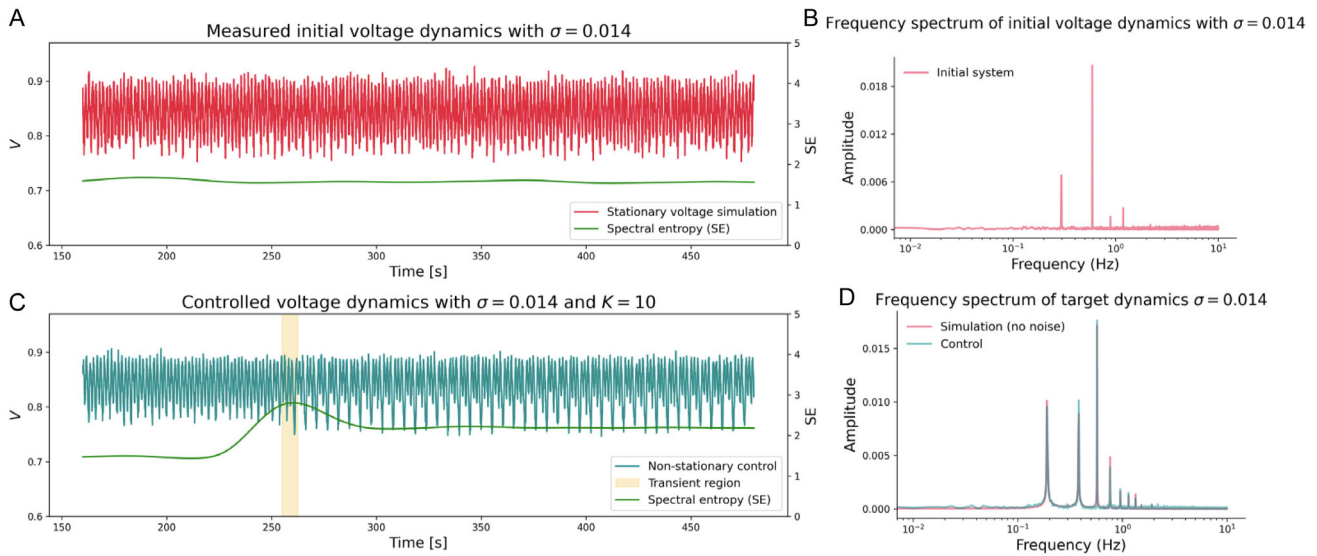 A
Measured initial voltage dynamics with σ = 0.014
V
0.9
0.8
0.7
0.6
5
4
3
2
1
0
SE
Stationary voltage simulation
Spectral entropy (SE)
150
200
250
300
350
400
450
Time [s]
B
Frequency spectrum of initial voltage dynamics with σ = 0.014
Initial system
Amplitude
0.018
0.012
0.006
0.000
10⁻²
10⁻¹
10⁰
10¹
Frequency (Hz)
C
Controlled voltage dynamics with σ = 0.014 and K = 10
V
0.9
0.8
0.7
0.6
5
4
3
2
1
0
SE
Non-stationary control
Transient region
Spectral entropy (SE)
150
200
250
300
350
400
450
Time [s]
D
Frequency spectrum of target dynamics σ = 0.014
Simulation (no noise)
Control
Amplitude
0.015
0.010
0.005
0.000
10⁻²
10⁻¹
10⁰
10¹
Frequency (Hz)